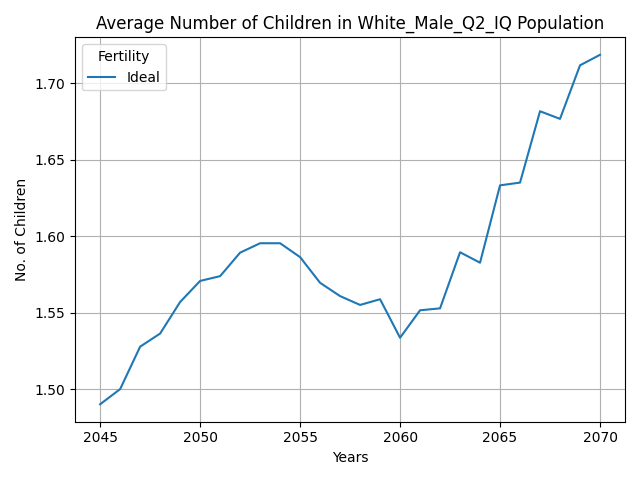 Average Number of Children in White_Male_Q2_IQ Population
Fertility
Ideal
1.70
1.65
1.60
1.55
1.50
No. of Children
2045 2050 2055 2060 2065 2070
Years